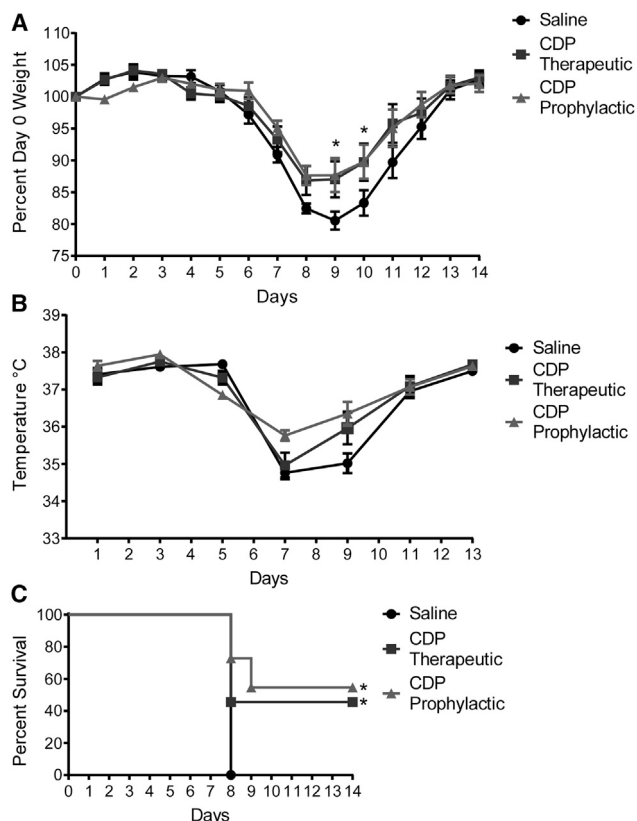 A
Percent Day 0 Weight
110
105
100
95
90
85
80
75
* *
0 1 2 3 4 5 6 7 8 9 10 11 12 13 14
Days
Saline
CDP
Therapeutic
CDP
Prophylactic
B
Temperature °C
39
38
37
36
35
34
33
1 2 3 4 5 6 7 8 9 10 11 12 13
Days
Saline
CDP
Therapeutic
CDP
Prophylactic
C
Percent Survival
100
80
60
40
20
0
*
*
0 1 2 3 4 5 6 7 8 9 10 11 12 13 14
Days
Saline
CDP
Therapeutic
CDP
Prophylactic